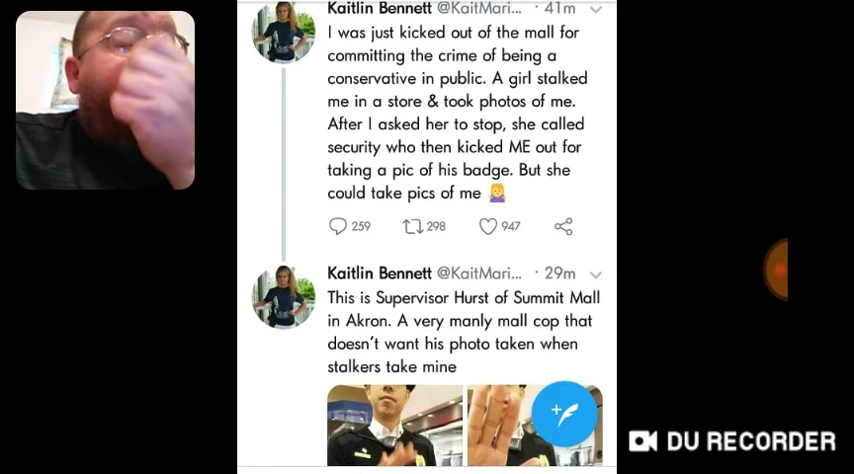 Kaitlin Bennett @KaitMari... · 41m
I was just kicked out of the mall for
committing the crime of being a
conservative in public. A girl stalked
me in a store & took photos of me.
After I asked her to stop, she called
security who then kicked ME out for
taking a pic of his badge. But she
could take pics of me 🤷‍♀️
259 298 947
Kaitlin Bennett @KaitMari... · 29m
This is Supervisor Hurst of Summit Mall
in Akron. A very manly mall cop that
doesn't want his photo taken when
stalkers take mine
DU RECORDER